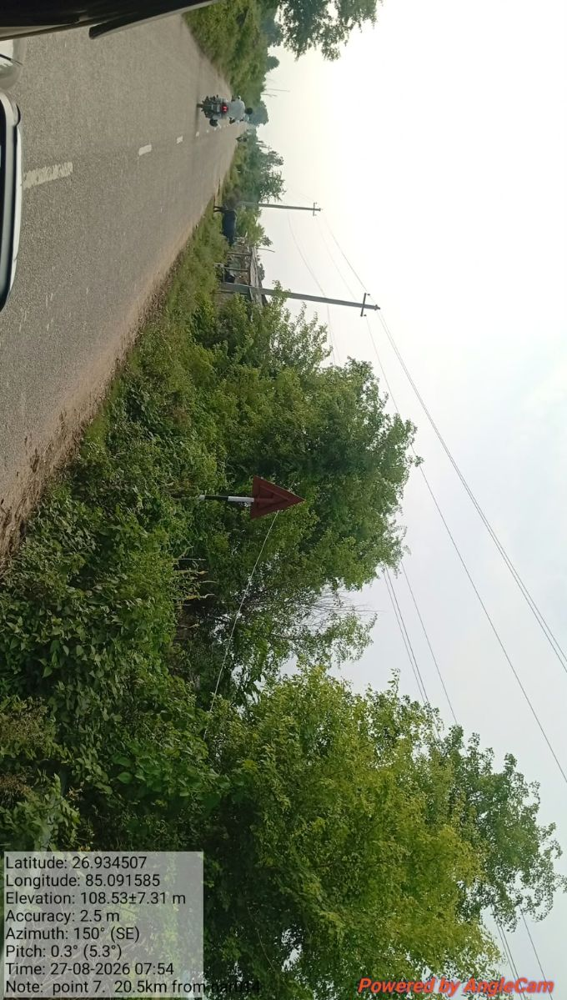 Latitude: 26.934507
Longitude: 85.091585
Elevation: 108.53±7.31 m
Accuracy: 2.5 m
Azimuth: 150° (SE)
Pitch: 0.3° (5.3°)
Time: 27-08-2026 07:54
Note: point 7. 20.5km from
Powered by AngleCam